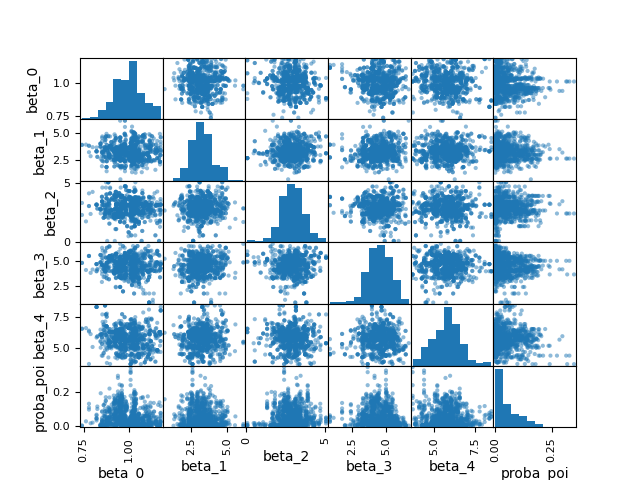 beta_0
1.0
0.75
beta_1
5.0
2.5
beta_2
5
0
beta_3
5.0
2.5
beta_4
7.5
5.0
proba_poi
0.2
0.0
0.75 1.00 2.5 5.0 0 5 2.5 5.0 5.0 7.5 0.00 0.25
beta_0 beta_1 beta_2 beta_3 beta_4 proba_poi